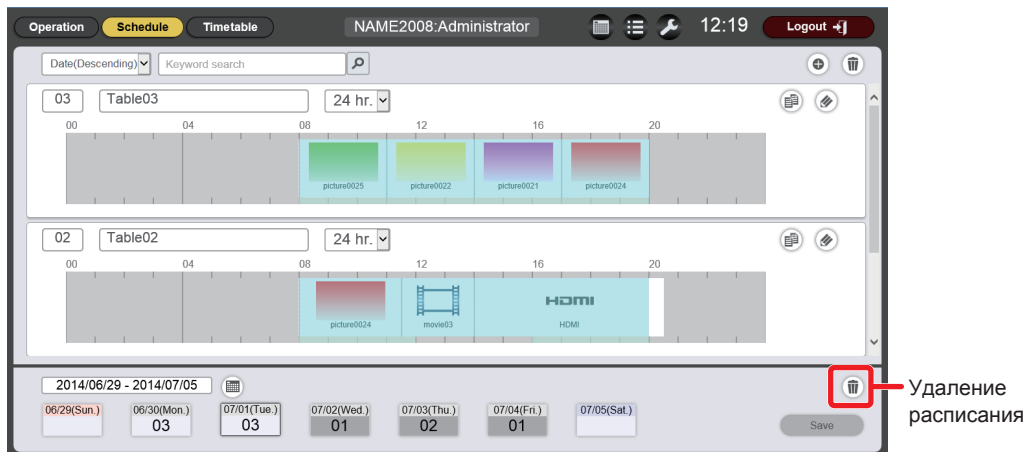 Operation Schedule Timetable NAME2008:Administrator 12:19 Logout
Date(Descending) Keyword search
03 Table03 24 hr.
00 04 08 12 16 20
picture0025 picture0022 picture0021 picture0024
02 Table02 24 hr.
00 04 08 12 16 20
HDMI
picture0024 movie03 HDMI
2014/06/29 - 2014/07/05
06/29(Sun.) 06/30(Mon.) 07/01(Tue.) 07/02(Wed.) 07/03(Thu.) 07/04(Fri.) 07/05(Sat.)
03 03 01 02 01 Save
Удаление
расписания